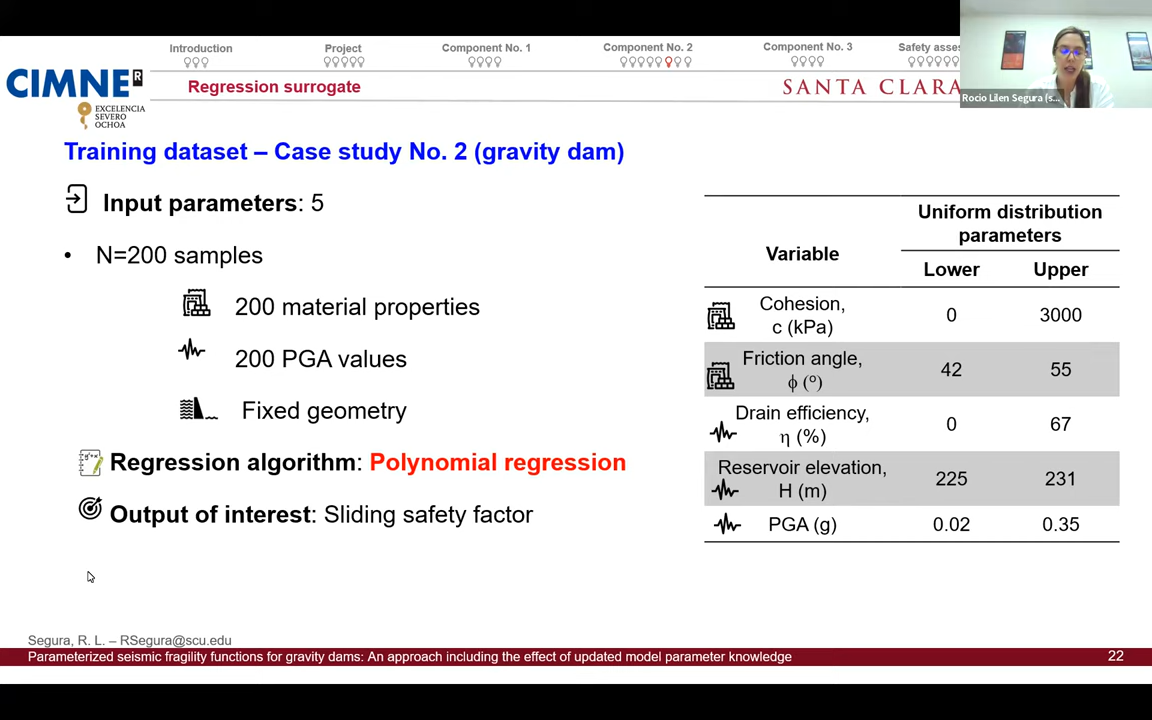 Introduction
Project
Component No. 1
Component No. 2
Component No. 3
Safety asses
CIMNE R
EXCELENCIA
SEVERO
OCHOA
Regression surrogate
SANTA CLARA
Rocio Lilen Segura (s...
Training dataset – Case study No. 2 (gravity dam)
Input parameters: 5
• N=200 samples
200 material properties
200 PGA values
Fixed geometry
Regression algorithm: Polynomial regression
Output of interest: Sliding safety factor
Variable
Uniform distribution
parameters
Lower Upper
Cohesion,
c (kPa) 0 3000
Friction angle,
ϕ (º) 42 55
Drain efficiency,
η (%) 0 67
Reservoir elevation,
H (m) 225 231
PGA (g) 0.02 0.35
Segura, R. L. – RSegura@scu.edu
Parameterized seismic fragility functions for gravity dams: An approach including the effect of updated model parameter knowledge
22